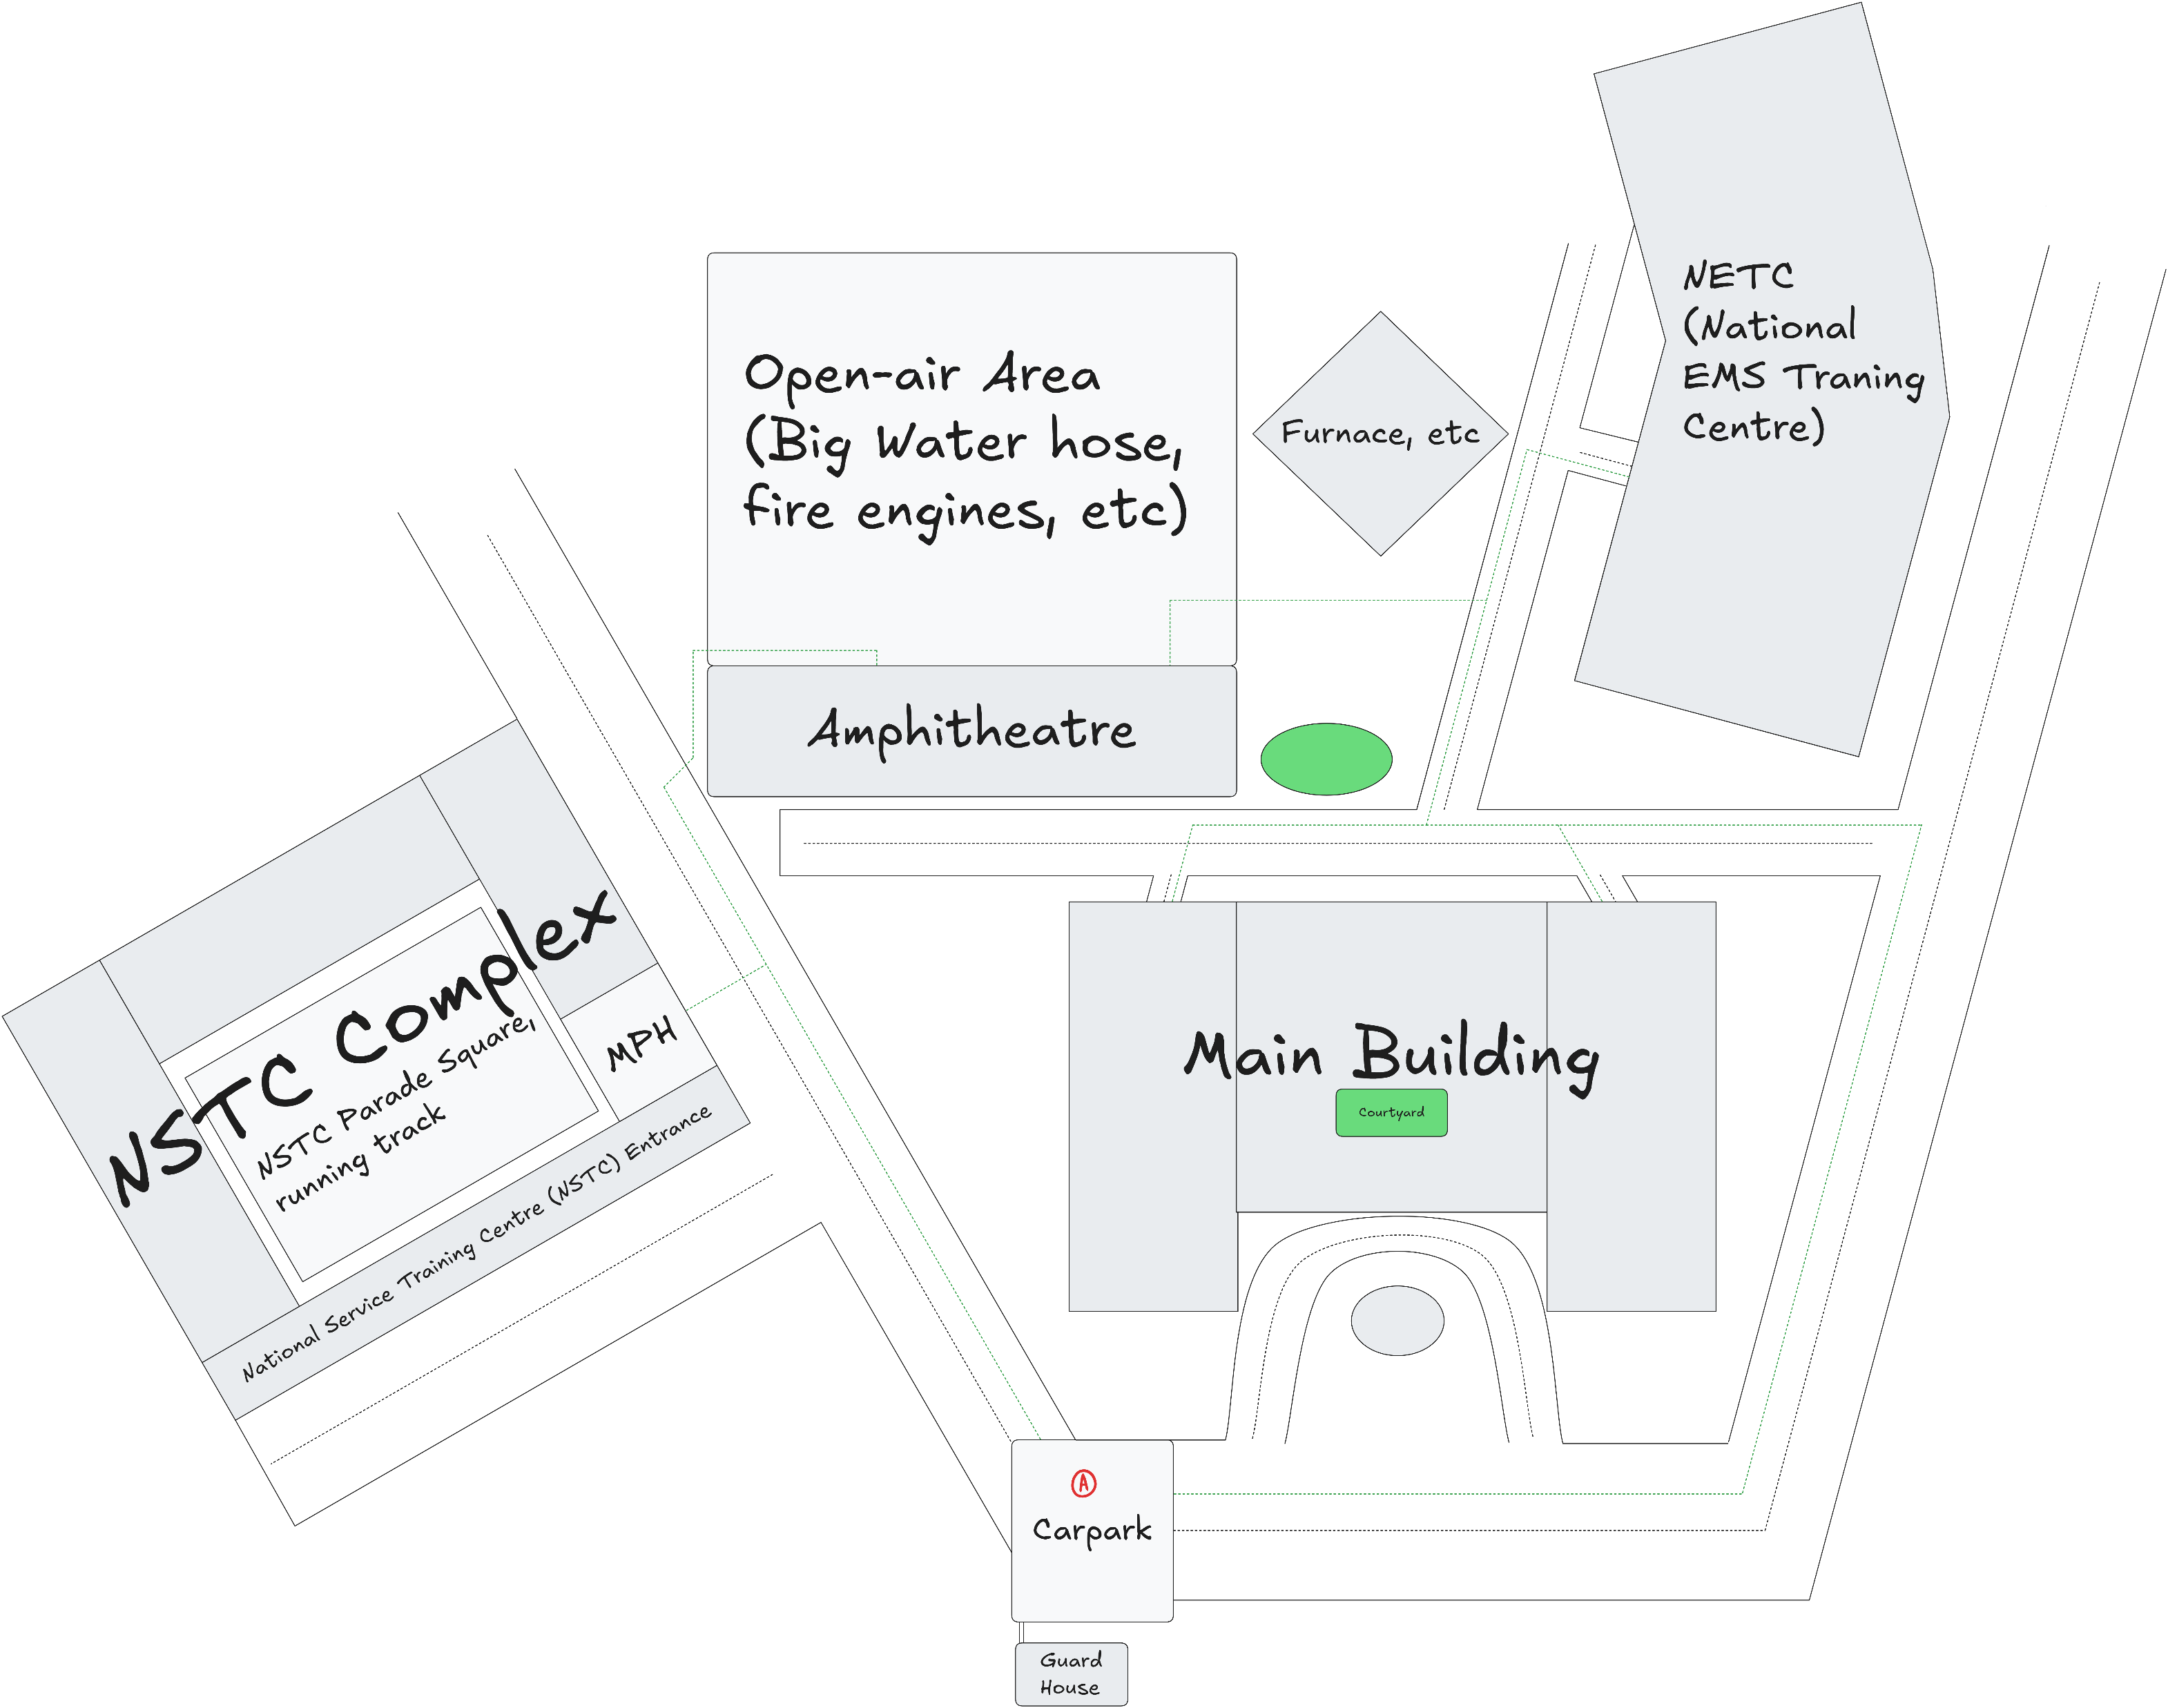 NETC
(National
EMS Traning
Centre)
Open-air Area
(Big Water hose,
fire engines, etc)
Furnace, etc
Amphitheatre
NSTC Complex
NSTC Parade Square,
running track
MPH
National Service Training Centre (NSTC) Entrance
Main Building
Courtyard
A
Carpark
Guard
House